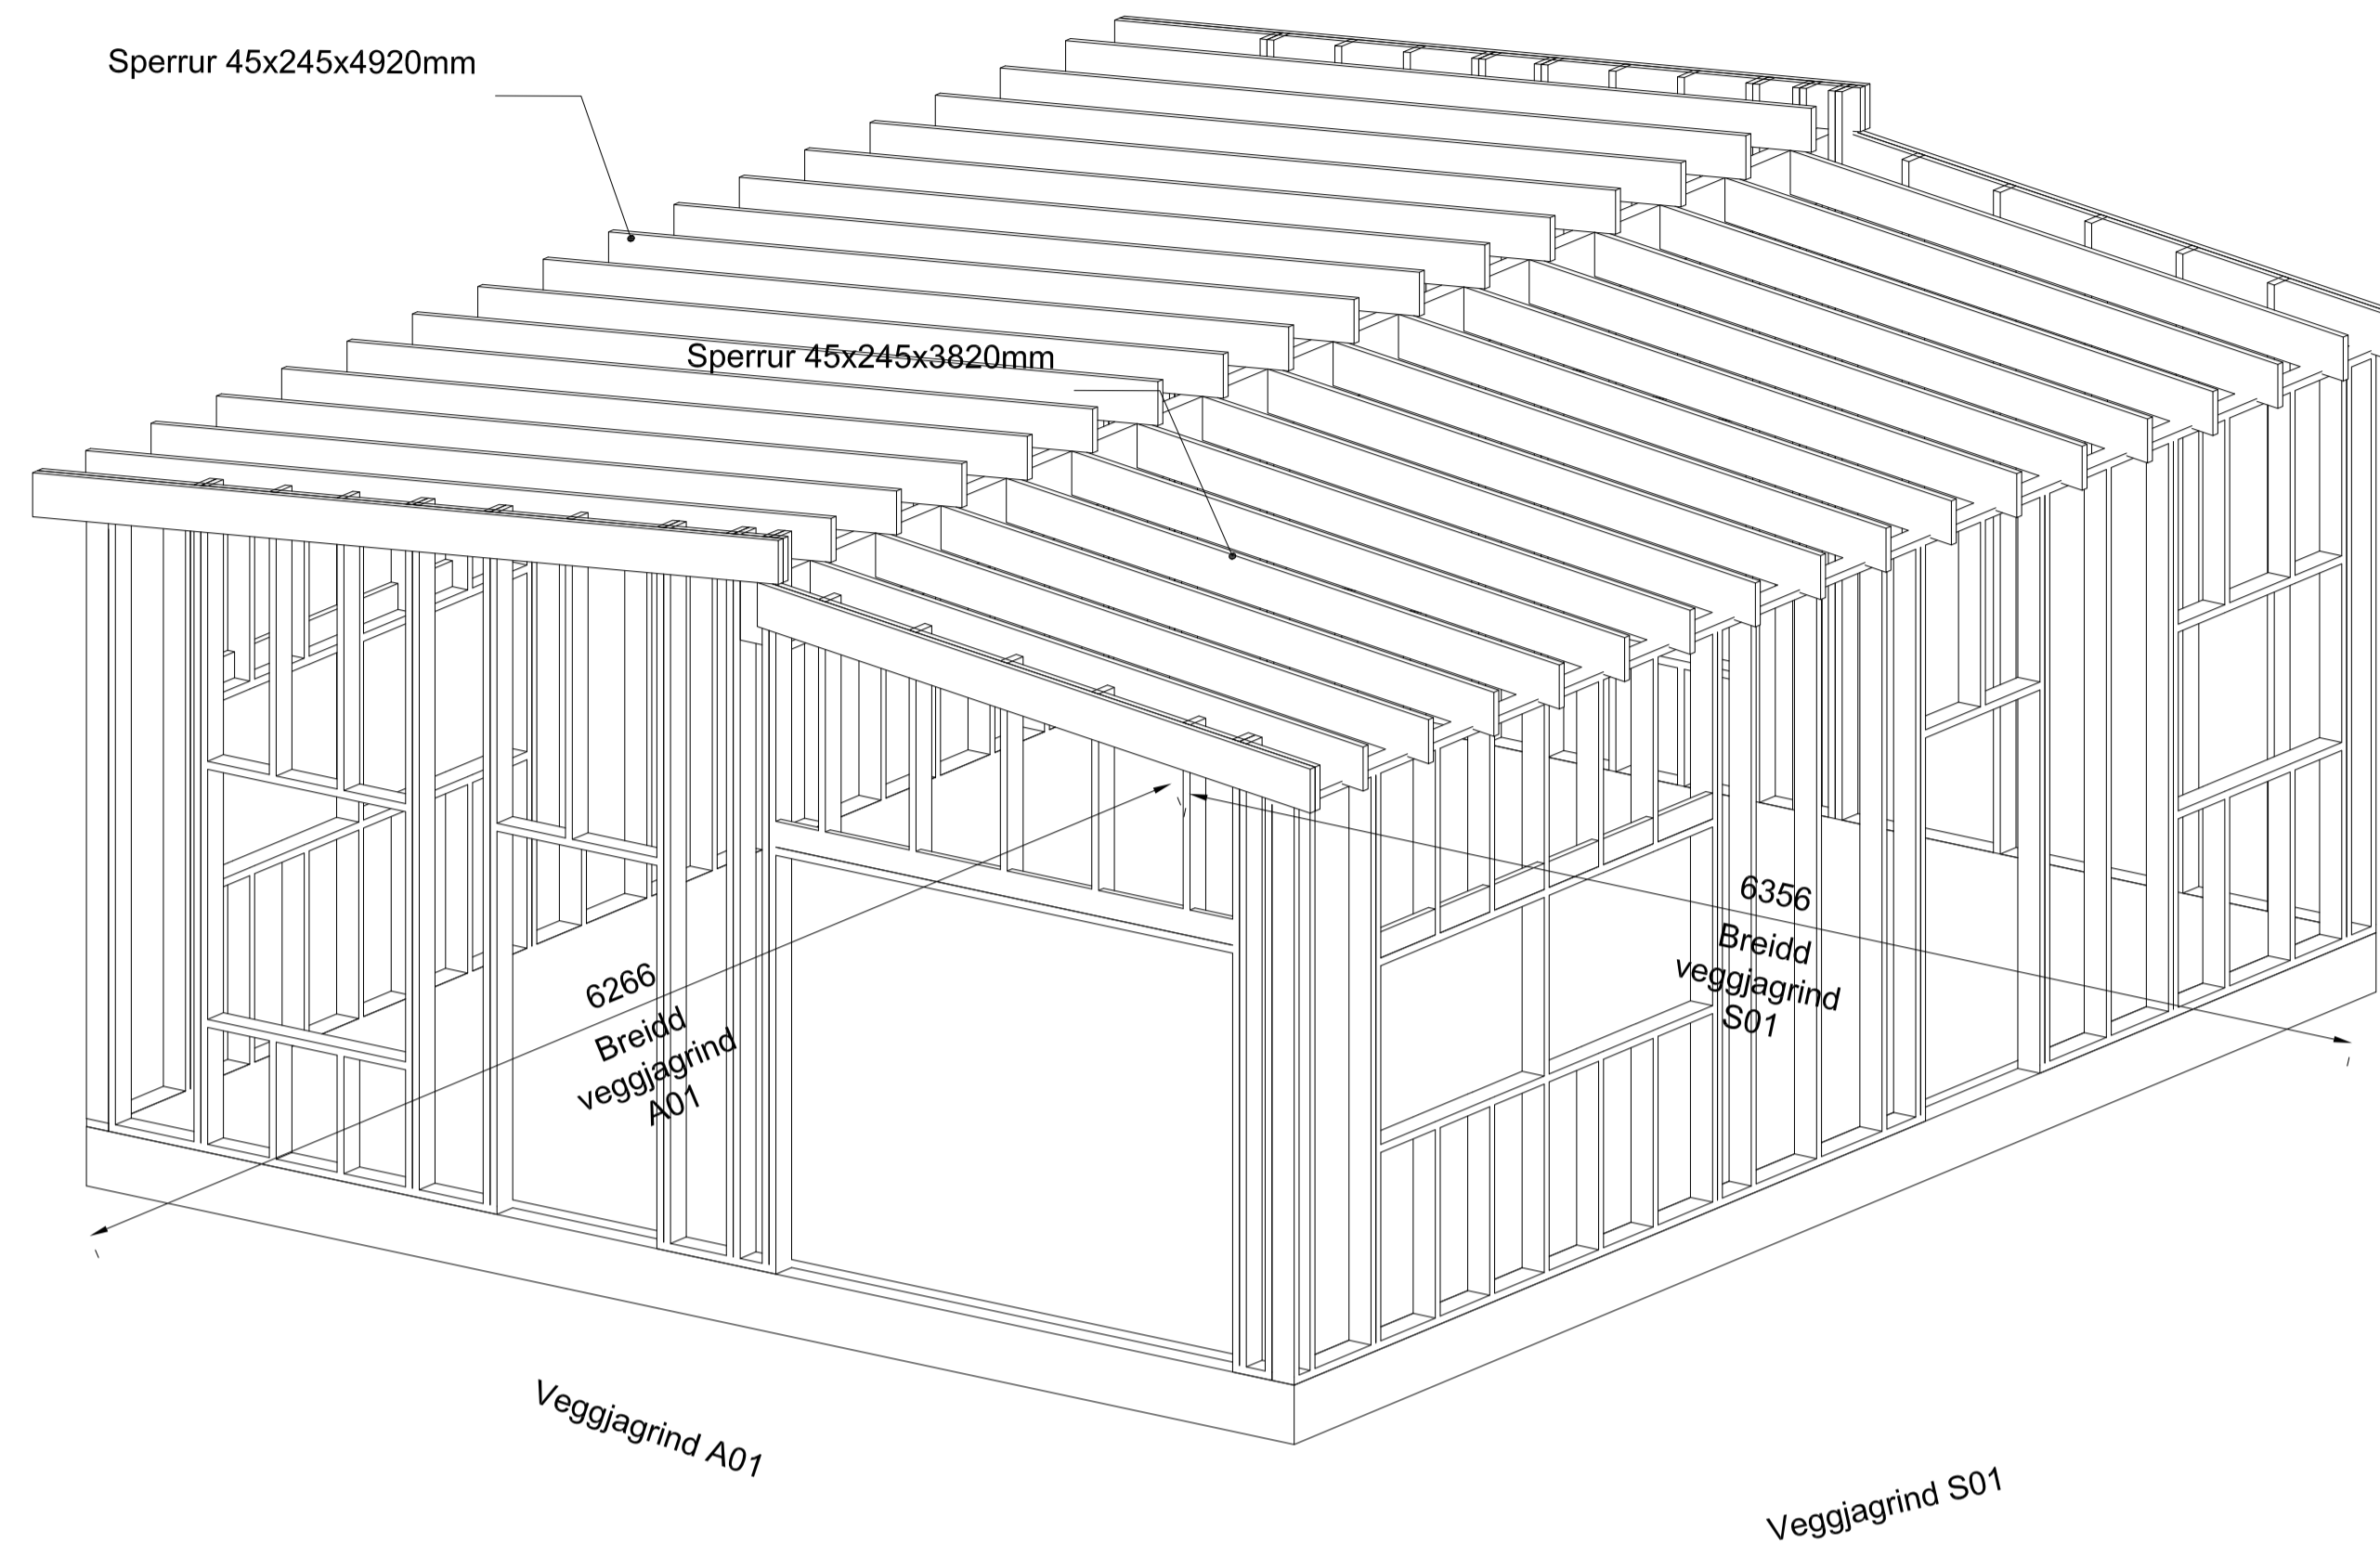 Sperrur 45x245x4920mm
Sperrur 45x245x3820mm
6356
Breidd
veggjagrind
S01
6266
Breidd
veggjagrind
A01
Veggjagrind A01
Veggjagrind S01